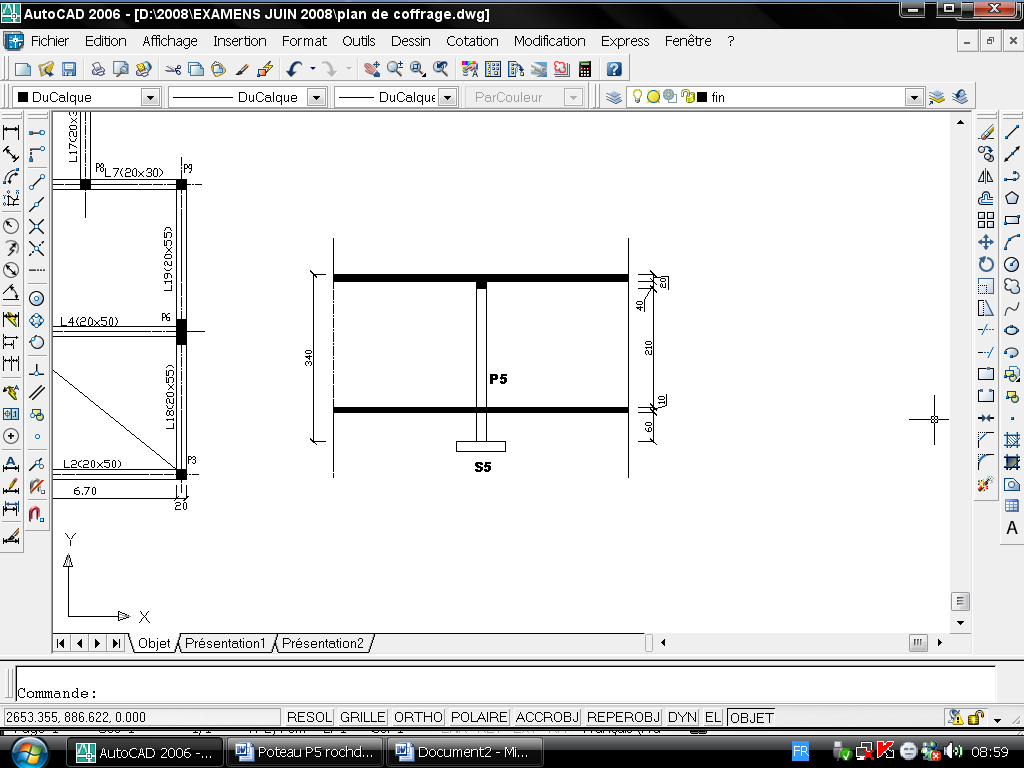 AutoCAD 2006 - [D:\2008\EXAMENS JUIN 2008\plan de coffrage.dwg]
Fichier Edition Affichage Insertion Format Outils Dessin Cotation Modification Express Fenêtre ?
DuCalque DuCalque DuCalque ParCouleur fin
P8 L7(20x30) P9
L19(20x55)
L4(20x50) P6
L18(20x55)
L2(20x50) P3
6.70
20
340
20
40
210
10
60
P5
S5
Y
X
A
Objet Présentation1 Présentation2
Commande:
2653.355, 886.622, 0.000 RESOL GRILLE ORTHO POLAIRE ACCROBJ REPEROBJ DYN EL OBJET
AutoCAD 2006 -... Poteau P5 rochd... Document2 - Mi... FR 08:59